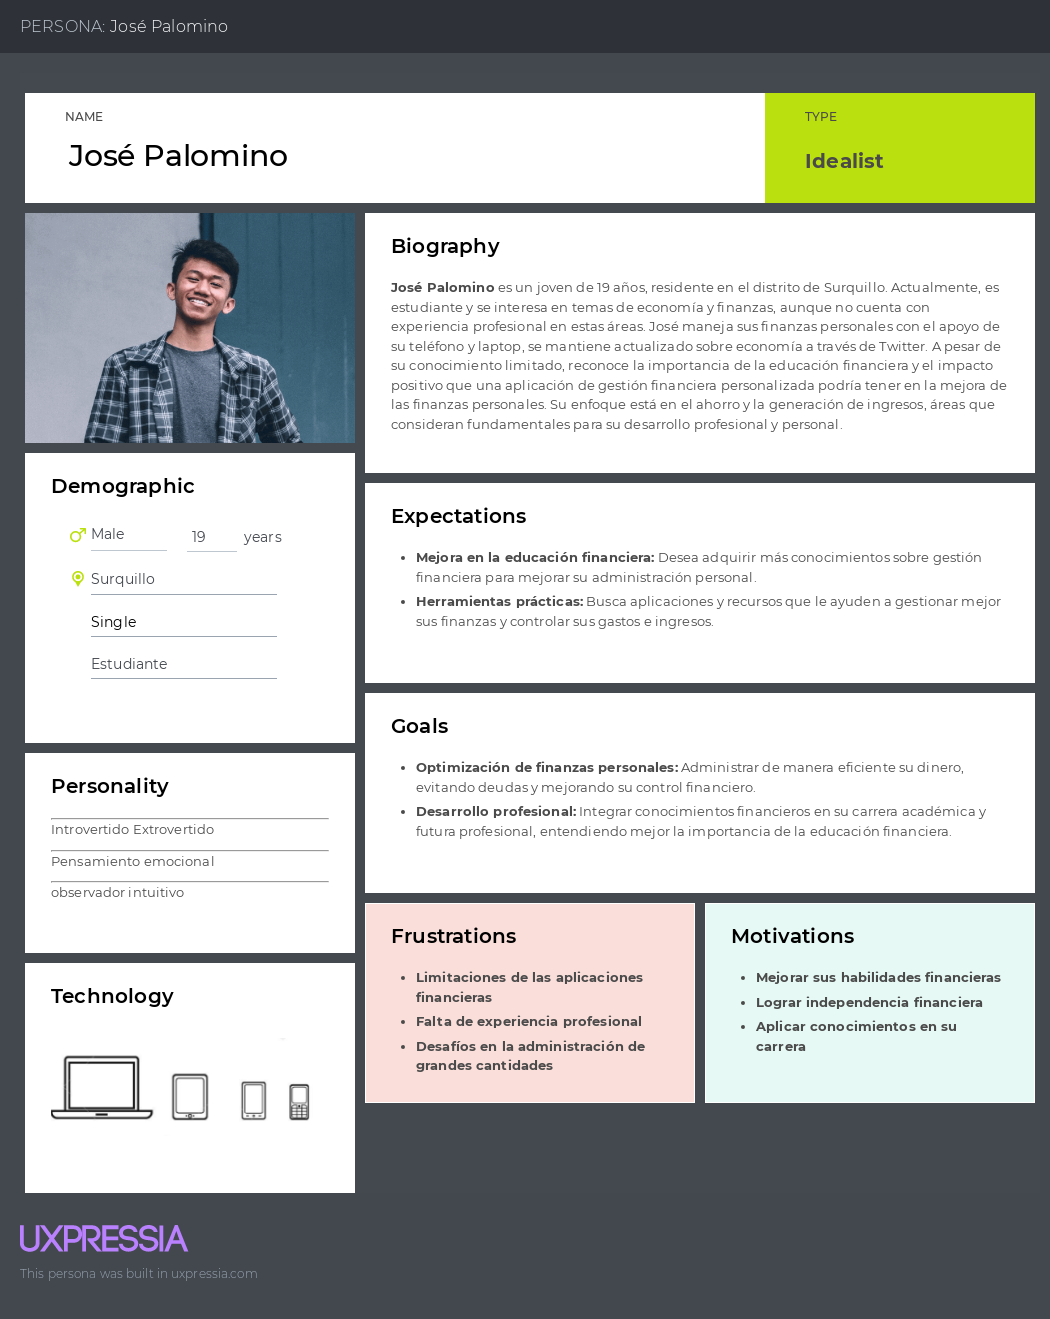 PERSONA: José Palomino
NAME
José Palomino
TYPE
Idealist
Biography
José Palomino es un joven de 19 años, residente en el distrito de Surquillo. Actualmente, es
estudiante y se interesa en temas de economía y finanzas, aunque no cuenta con
experiencia profesional en estas áreas. José maneja sus finanzas personales con el apoyo de
su teléfono y laptop, se mantiene actualizado sobre economía a través de Twitter. A pesar de
su conocimiento limitado, reconoce la importancia de la educación financiera y el impacto
positivo que una aplicación de gestión financiera personalizada podría tener en la mejora de
las finanzas personales. Su enfoque está en el ahorro y la generación de ingresos, áreas que
consideran fundamentales para su desarrollo profesional y personal.
Demographic
Male
19 years
Surquillo
Single
Estudiante
Expectations
• Mejora en la educación financiera: Desea adquirir más conocimientos sobre gestión
financiera para mejorar su administración personal.
• Herramientas prácticas: Busca aplicaciones y recursos que le ayuden a gestionar mejor
sus finanzas y controlar sus gastos e ingresos.
Goals
• Optimización de finanzas personales: Administrar de manera eficiente su dinero,
evitando deudas y mejorando su control financiero.
• Desarrollo profesional: Integrar conocimientos financieros en su carrera académica y
futura profesional, entendiendo mejor la importancia de la educación financiera.
Personality
Introvertido Extrovertido
Pensamiento emocional
observador intuitivo
Technology
Frustrations
• Limitaciones de las aplicaciones
financieras
• Falta de experiencia profesional
• Desafíos en la administración de
grandes cantidades
Motivations
• Mejorar sus habilidades financieras
• Lograr independencia financiera
• Aplicar conocimientos en su
carrera
UXPRESSIA
This persona was built in uxpressia.com